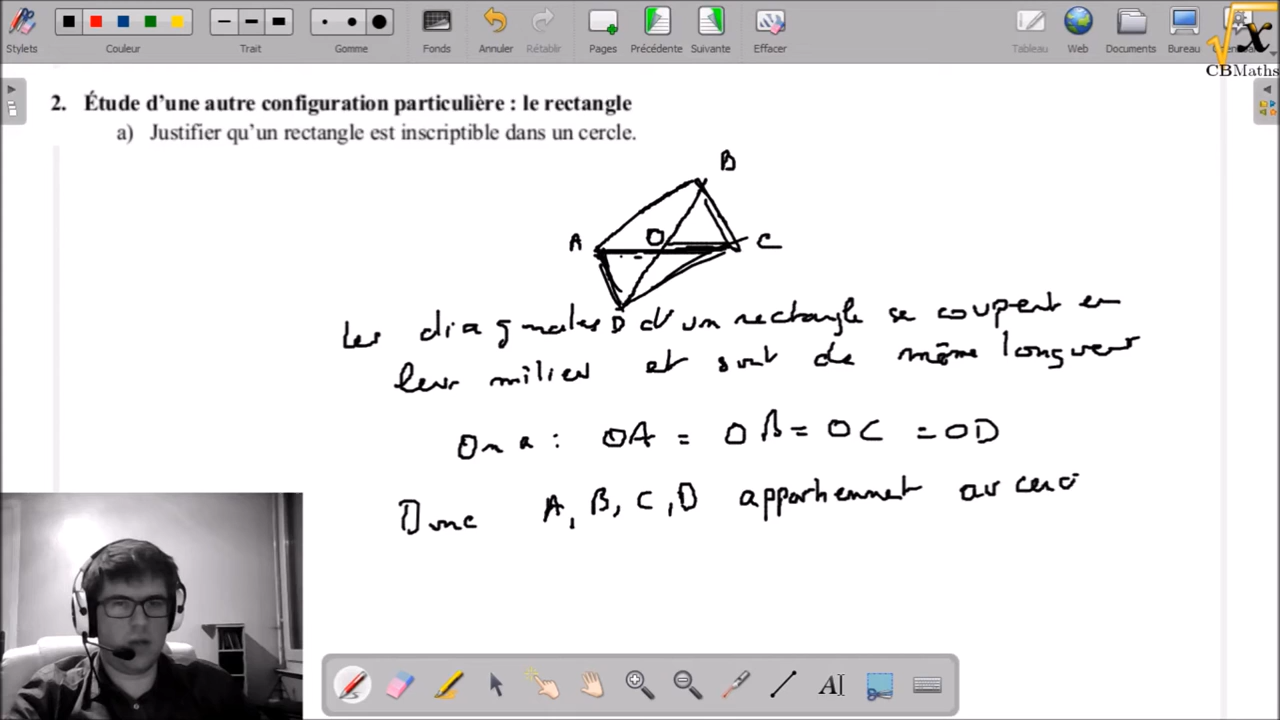 Stylets
Couleur
Trait
Gomme
Fonds
Annuler
Rétablir
Pages
Précédente
Suivante
Effacer
Tableau
Web
Documents
Bureau
CBMaths
2. Étude d'une autre configuration particulière : le rectangle
a) Justifier qu'un rectangle est inscriptible dans un cercle.
B
A O C
D
Les diagonales d'un rectangle se coupent en
leur milieu et sont de même longueur
On a : OA = OB = OC = OD
Donc A, B, C, D appartiennent au
AI